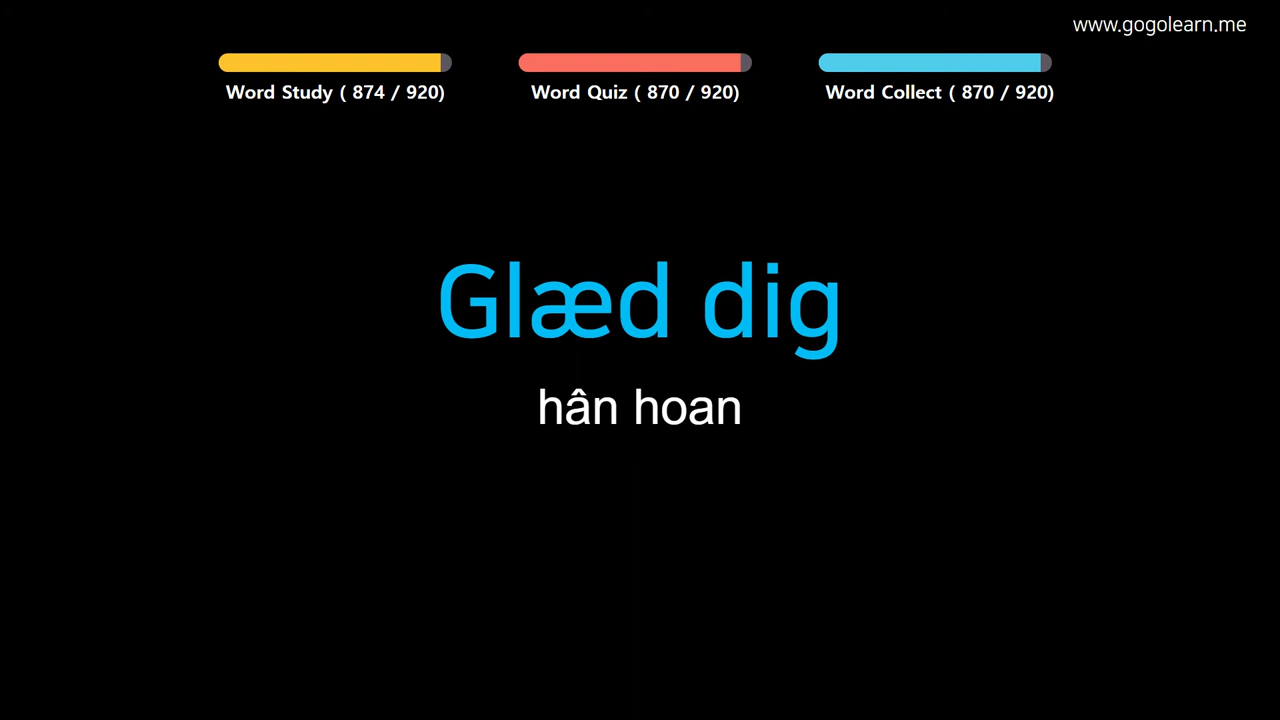 www.gogolearn.me
Word Study ( 874 / 920)
Word Quiz ( 870 / 920)
Word Collect ( 870 / 920)
Glæd dig
hân hoan